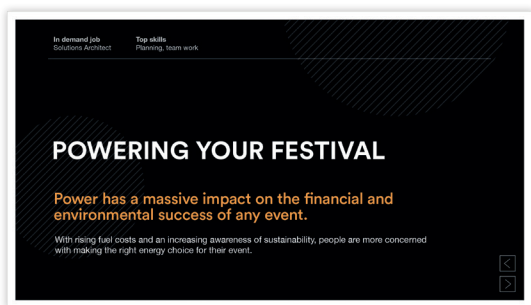 In demand job
Solutions Architect
Top skills
Planning, team work
POWERING YOUR FESTIVAL
Power has a massive impact on the financial and
environmental success of any event.
With rising fuel costs and an increasing awareness of sustainability, people are more concerned
with making the right energy choice for their event.